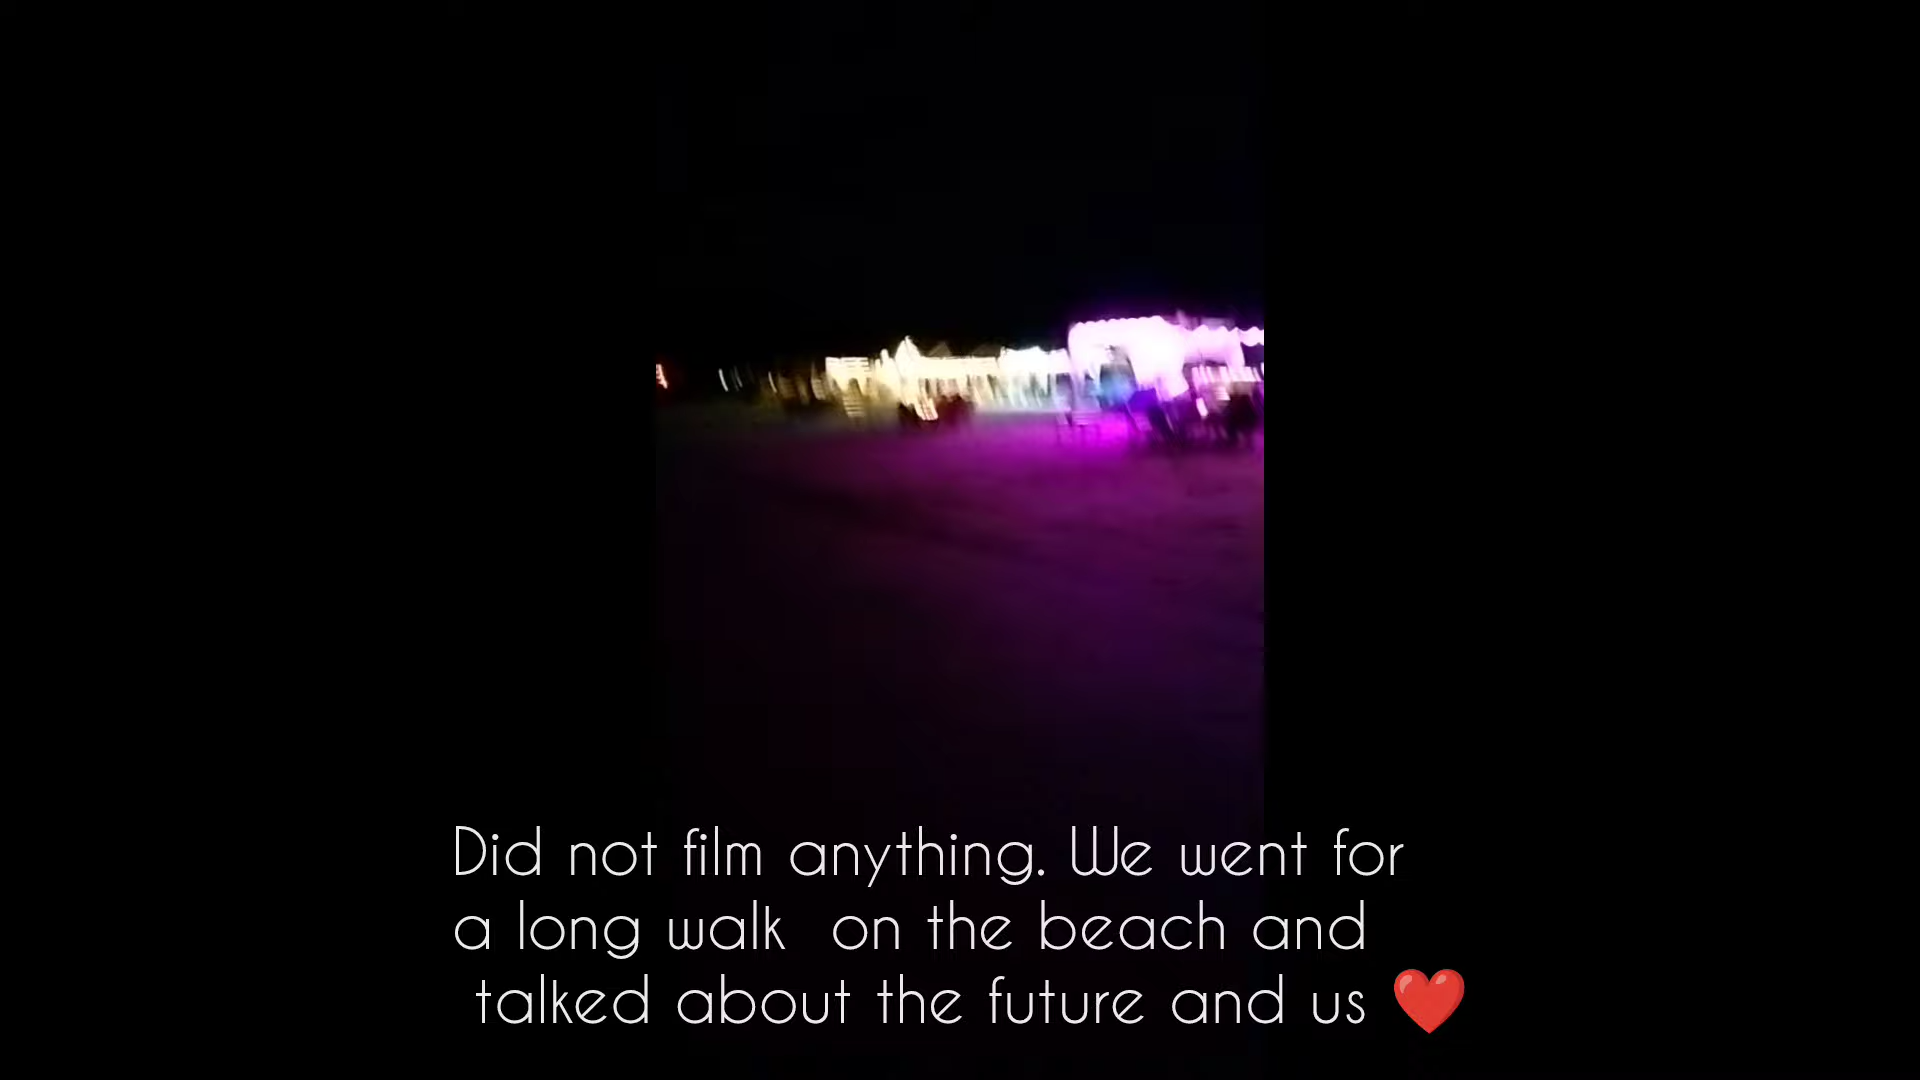 Did not film anything. We went for
a long walk  on the beach and
talked about the future and us ❤️